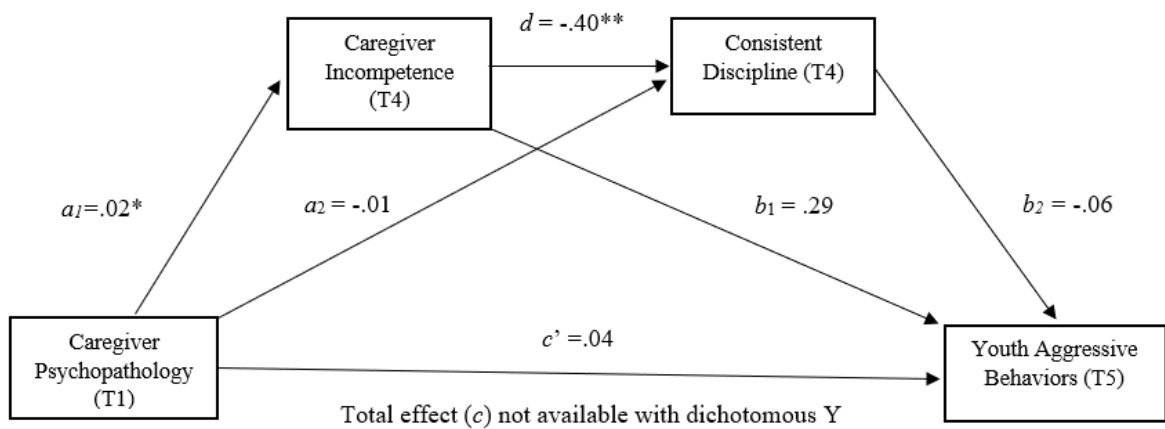 d = -.40**
Caregiver
Incompetence
(T4)
Consistent
Discipline (T4)
a1=.02*
a2 = -.01
b1 = .29
b2 = -.06
Caregiver
Psychopathology
(T1)
c’ =.04
Youth Aggressive
Behaviors (T5)
Total effect (c) not available with dichotomous Y